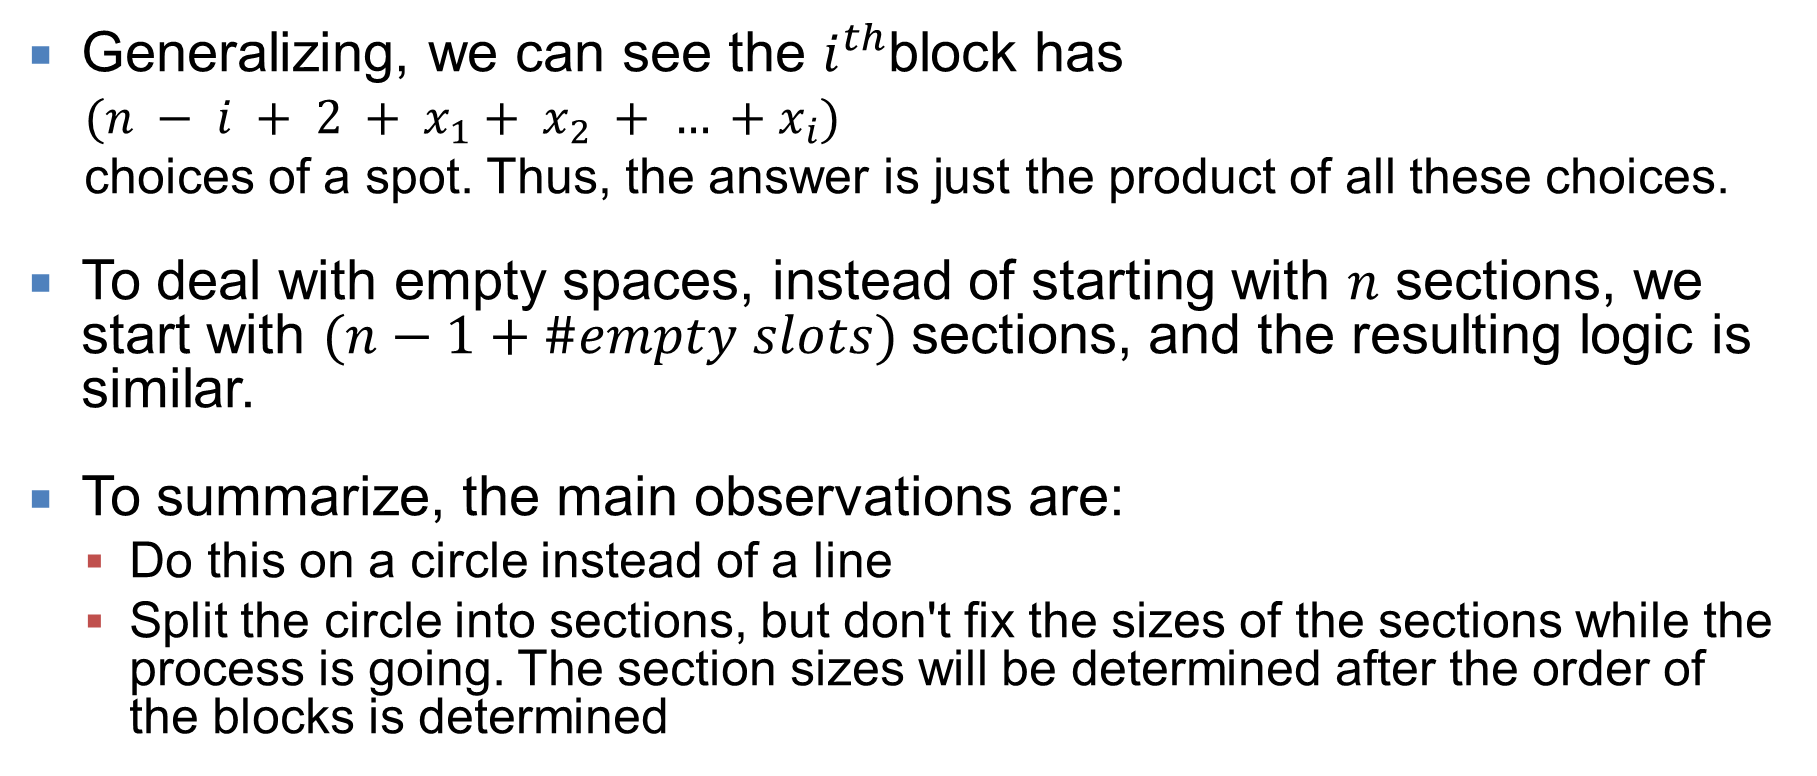 Generalizing, we can see the i^th block has
(n − i + 2 + x₁ + x₂ + ... + xᵢ)
choices of a spot. Thus, the answer is just the product of all these choices.
To deal with empty spaces, instead of starting with n sections, we
start with (n − 1 + #empty slots) sections, and the resulting logic is
similar.
To summarize, the main observations are:
Do this on a circle instead of a line
Split the circle into sections, but don't fix the sizes of the sections while the
process is going. The section sizes will be determined after the order of
the blocks is determined